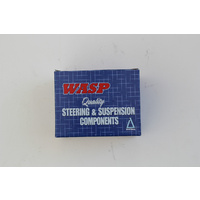 WASP
Quality
STEERING & SUSPENSION
COMPONENTS